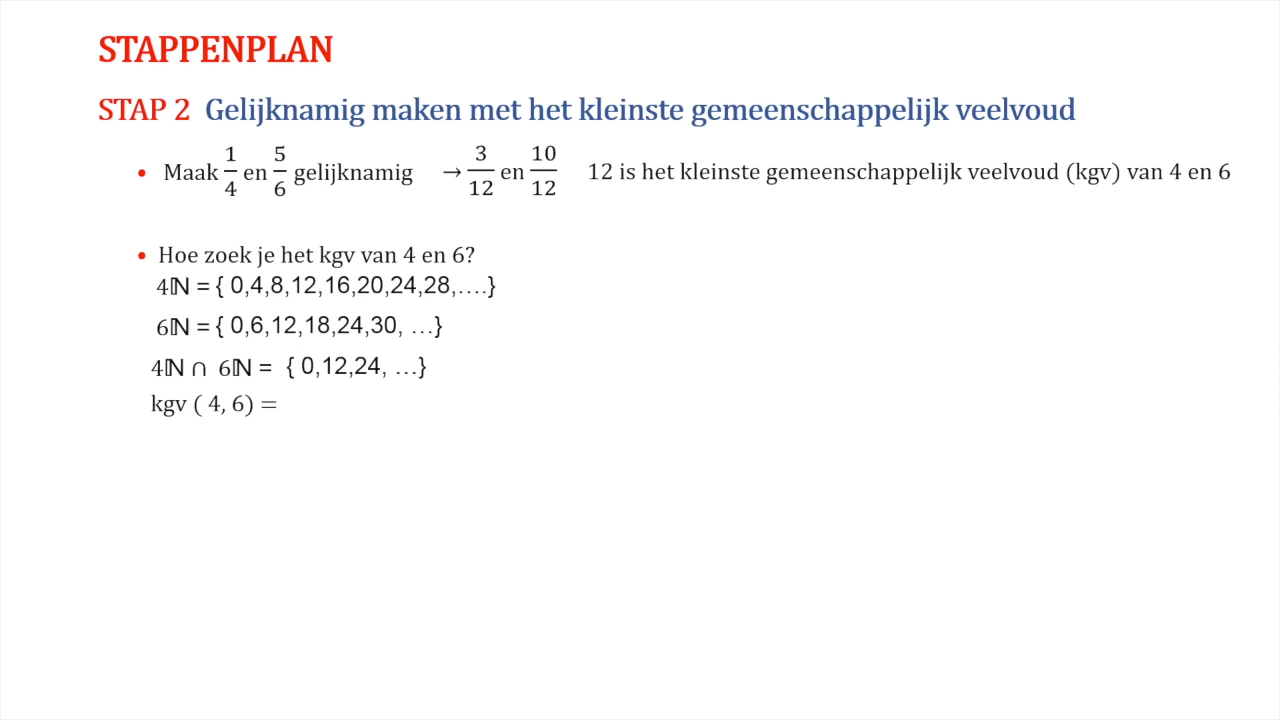 STAPPENPLAN
STAP 2 Gelijknamig maken met het kleinste gemeenschappelijk veelvoud
• Maak 1/4 en 5/6 gelijknamig → 3/12 en 10/12 12 is het kleinste gemeenschappelijk veelvoud (kgv) van 4 en 6
• Hoe zoek je het kgv van 4 en 6?
4ℕ = { 0,4,8,12,16,20,24,28,….}
6ℕ = { 0,6,12,18,24,30, …}
4ℕ ∩ 6ℕ = { 0,12,24, …}
kgv ( 4, 6) =